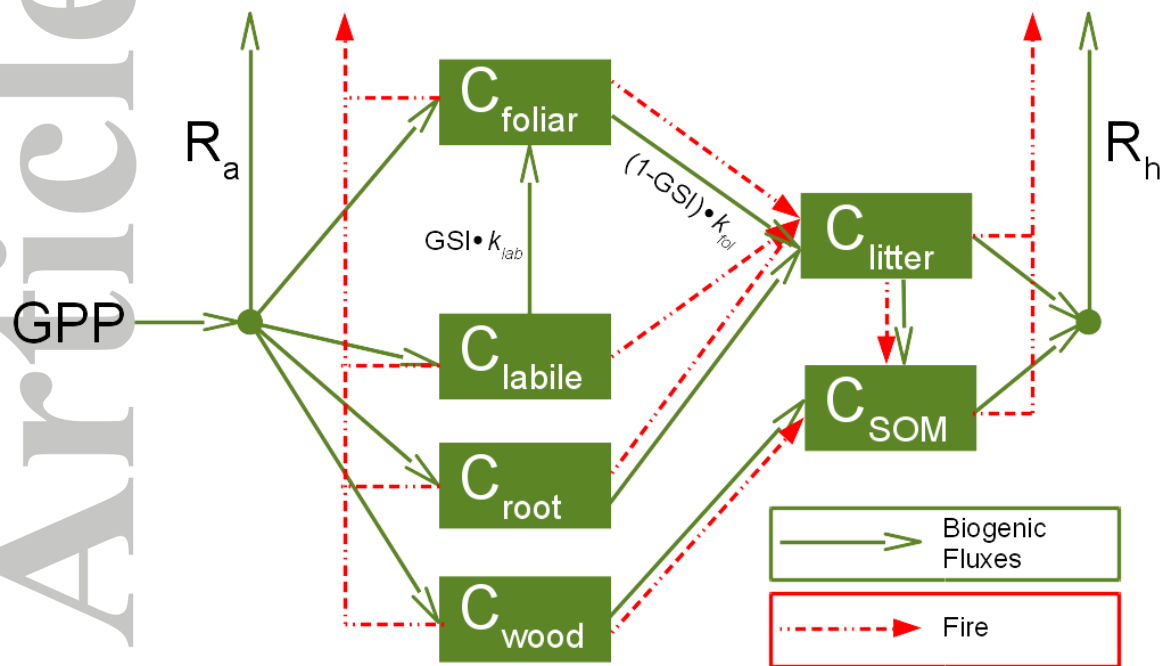 Article
R a
GPP
C foliar
GSI• k lab
(1-GSI)• k fol
C labile
C root
C wood
C litter
C SOM
R h
Biogenic
Fluxes
Fire